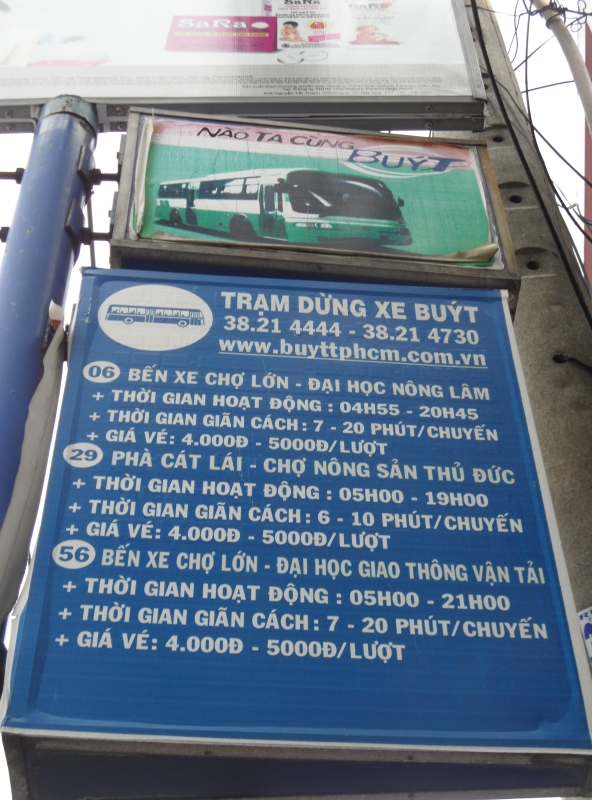 SaRa
SaRa
NÀO TA CÙNG
BUÝT
TRẠM DỪNG XE BUÝT
38.21 4444 - 38.21 4730
www.buyttphcm.com.vn
06 BẾN XE CHỢ LỚN - ĐẠI HỌC NÔNG LÂM
+ THỜI GIAN HOẠT ĐỘNG : 04H55 - 20H45
+ THỜI GIAN GIÃN CÁCH : 7 - 20 PHÚT/CHUYẾN
+ GIÁ VÉ: 4.000Đ - 5000Đ/LƯỢT
29 PHÀ CÁT LÁI - CHỢ NÔNG SẢN THỦ ĐỨC
+ THỜI GIAN HOẠT ĐỘNG : 05H00 - 19H00
+ THỜI GIAN GIÃN CÁCH : 6 - 10 PHÚT/CHUYẾN
+ GIÁ VÉ: 4.000Đ - 5000Đ/LƯỢT
56 BẾN XE CHỢ LỚN - ĐẠI HỌC GIAO THÔNG VẬN TẢI
+ THỜI GIAN HOẠT ĐỘNG : 05H00 - 21H00
+ THỜI GIAN GIÃN CÁCH : 7 - 20 PHÚT/CHUYẾN
+ GIÁ VÉ: 4.000Đ - 5000Đ/LƯỢT